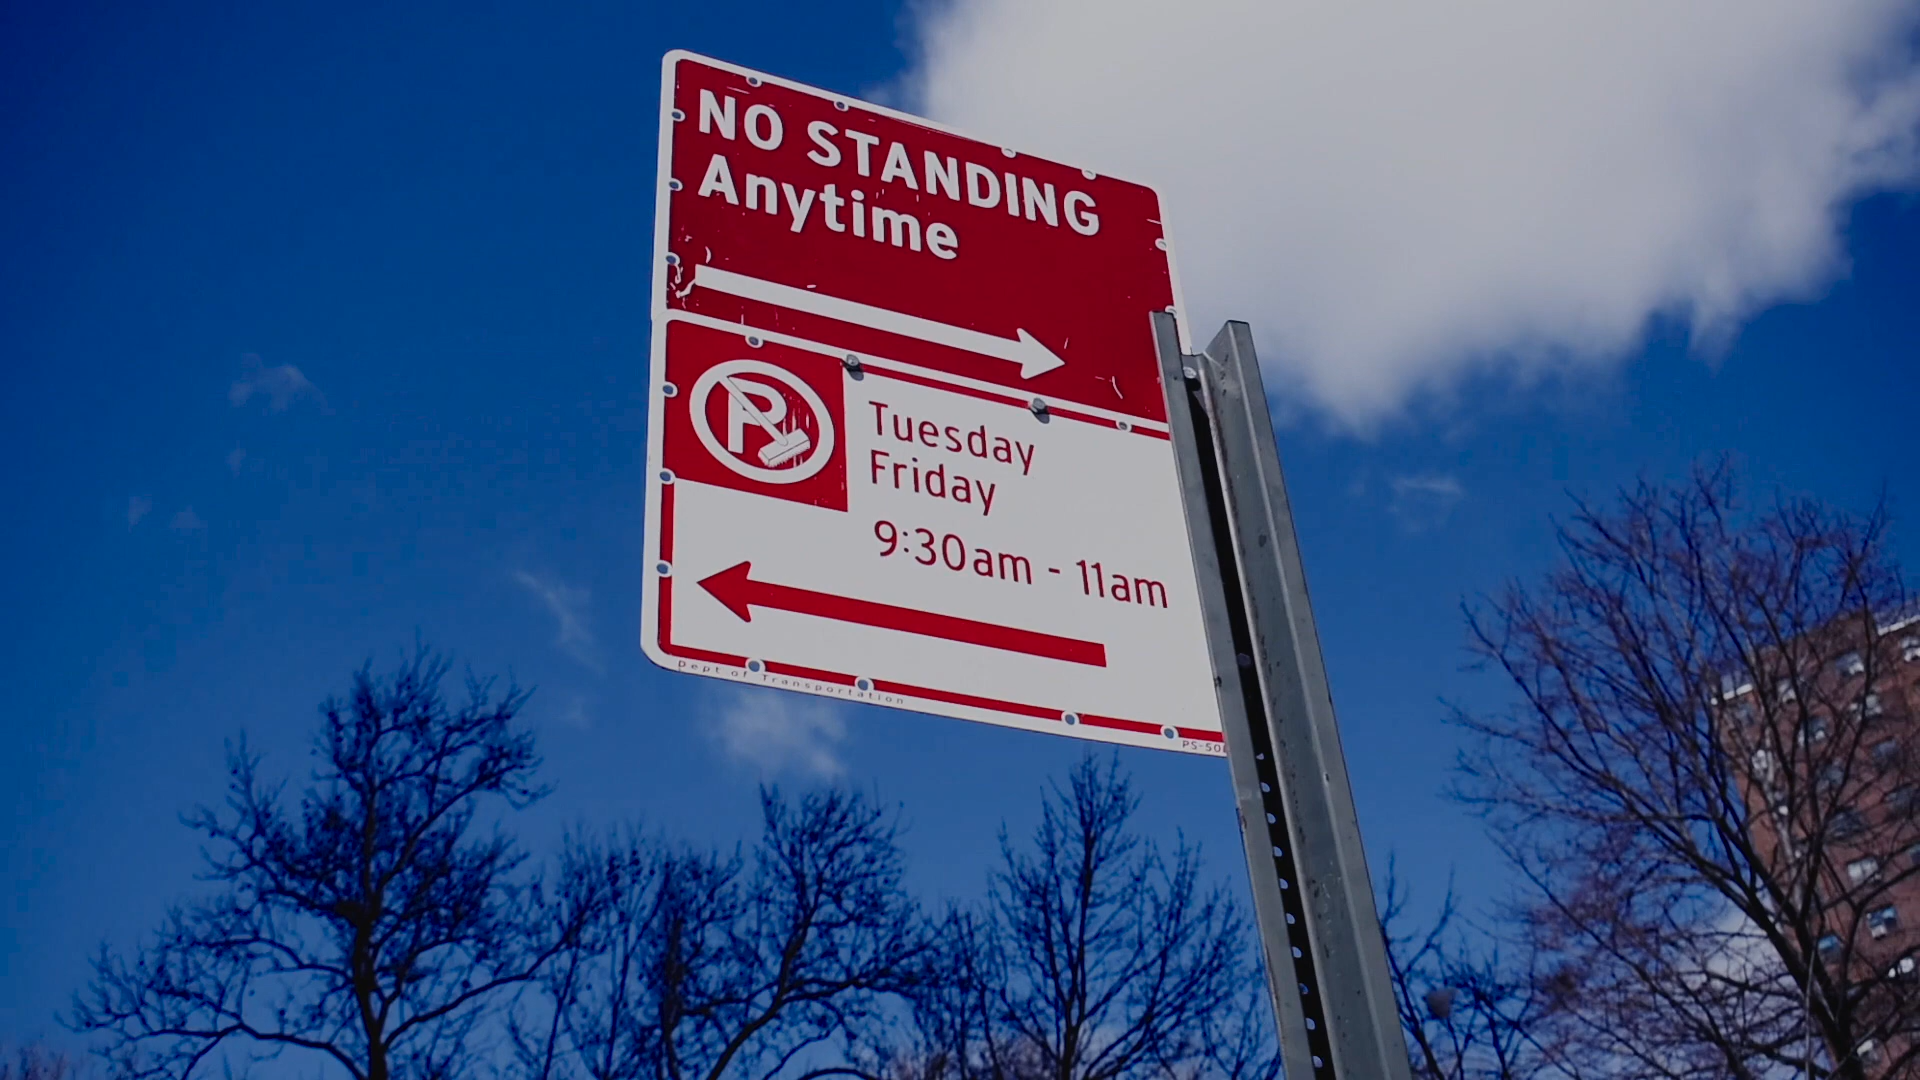 NO STANDING
Anytime
P
Tuesday
Friday
9:30am - 11am
Dept of Transportation